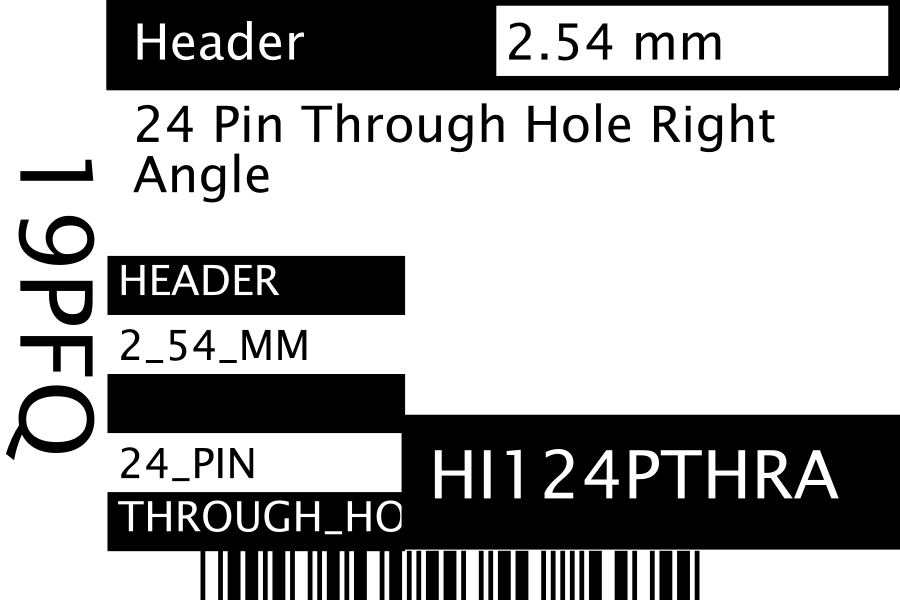 Header
2.54 mm
24 Pin Through Hole Right
Angle
19PFQ
HEADER
2_54_MM
24_PIN
THROUGH_HO
HI124PTHRA